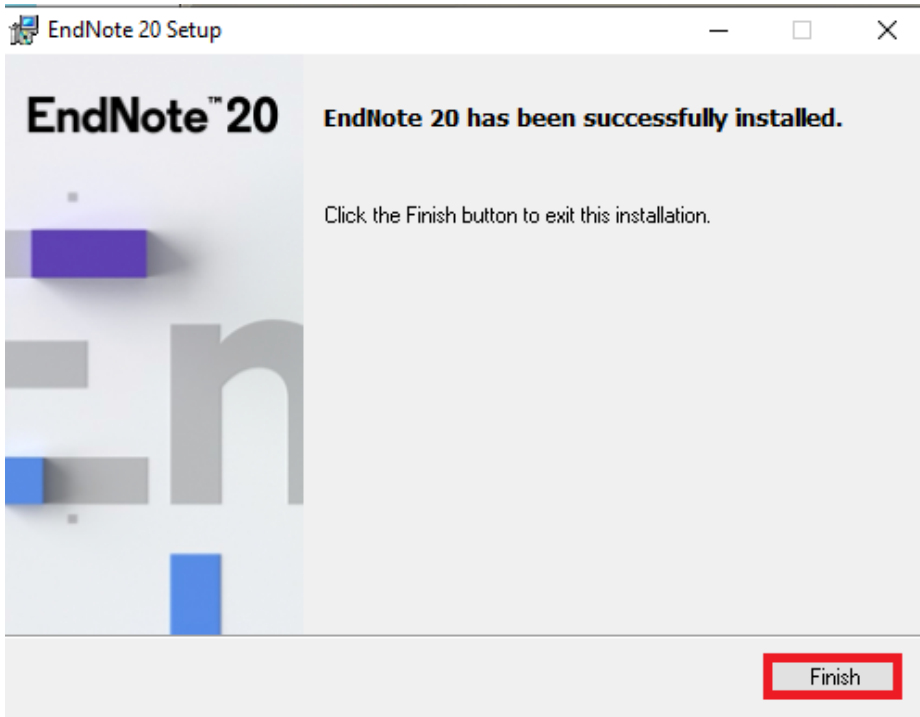 EndNote 20 Setup
EndNote™20
EndNote 20 has been successfully installed.
Click the Finish button to exit this installation.
En
Finish